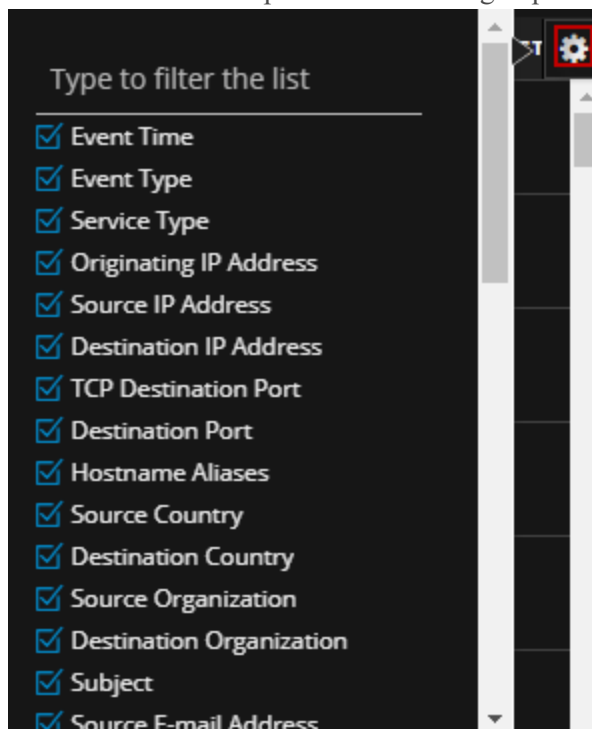 ST
Type to filter the list
Event Time
Event Type
Service Type
Originating IP Address
Source IP Address
Destination IP Address
TCP Destination Port
Destination Port
Hostname Aliases
Source Country
Destination Country
Source Organization
Destination Organization
Subject
Source E-mail Address